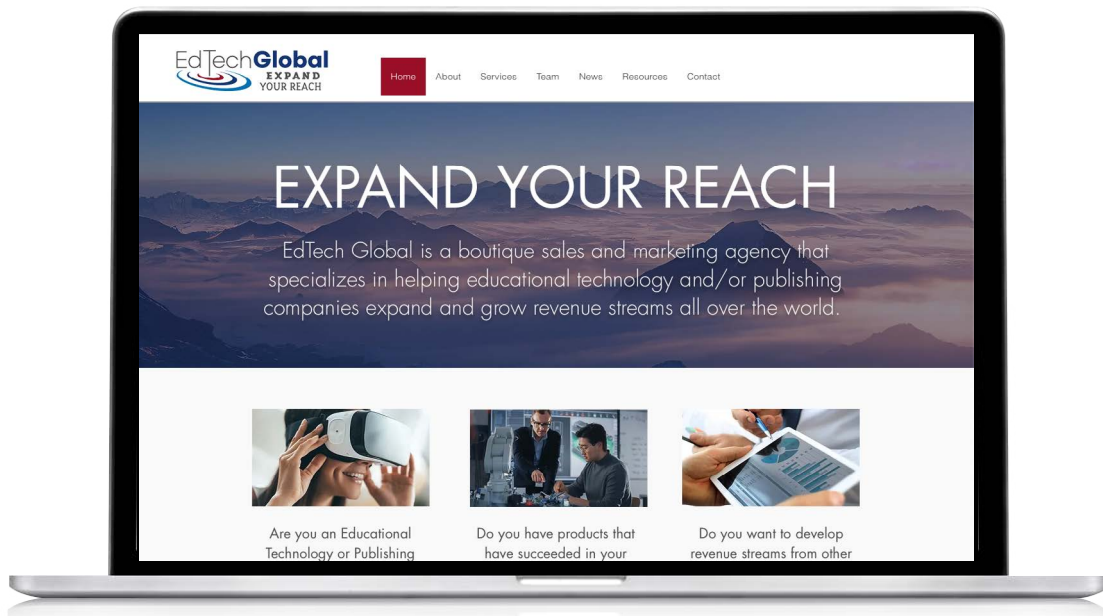 EdTechGlobal
EXPAND
YOUR REACH
Home About Services Team News Resources Contact
EXPAND YOUR REACH
EdTech Global is a boutique sales and marketing agency that
specializes in helping educational technology and/or publishing
companies expand and grow revenue streams all over the world.
Are you an Educational
Technology or Publishing
Do you have products that
have succeeded in your
Do you want to develop
revenue streams from other